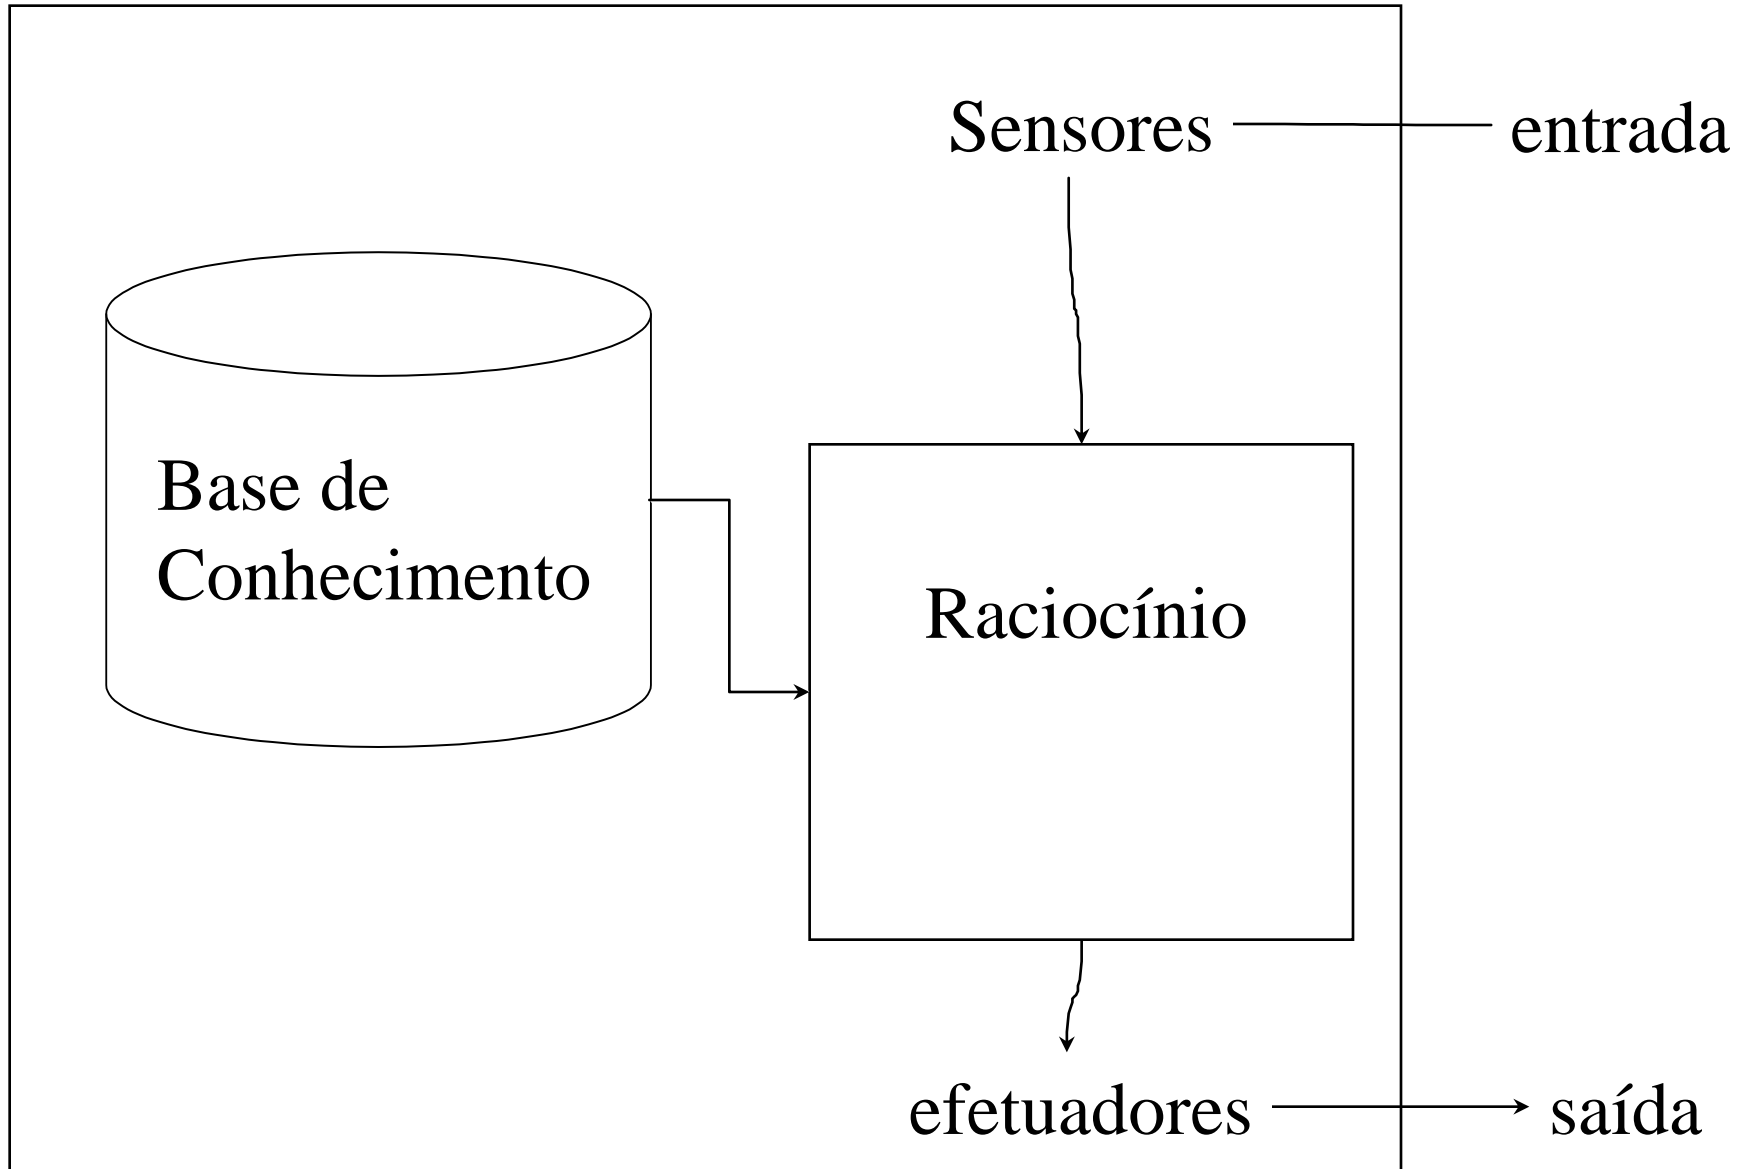 Sensores
entrada
Base de
Conhecimento
Raciocínio
efetuadores
saída